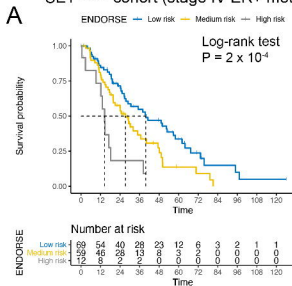 A
cohort (stage IV ER+
ENDORSE Low risk Medium risk High risk
Log-rank test
P = 2 x 10⁻⁴
Survival probability
1.00
0.75
0.50
0.25
0.00
0 12 24 36 48 60 72 84 96 108 120
Time
Number at risk
ENDORSE
Low risk 69 54 40 28 23 12 6 3 2 1 1
Medium risk 59 46 28 13 8 3 2 0 0 0 0
High risk 12 8 2 2 0 0 0 0 0 0 0
0 12 24 36 48 60 72 84 96 108 120
Time